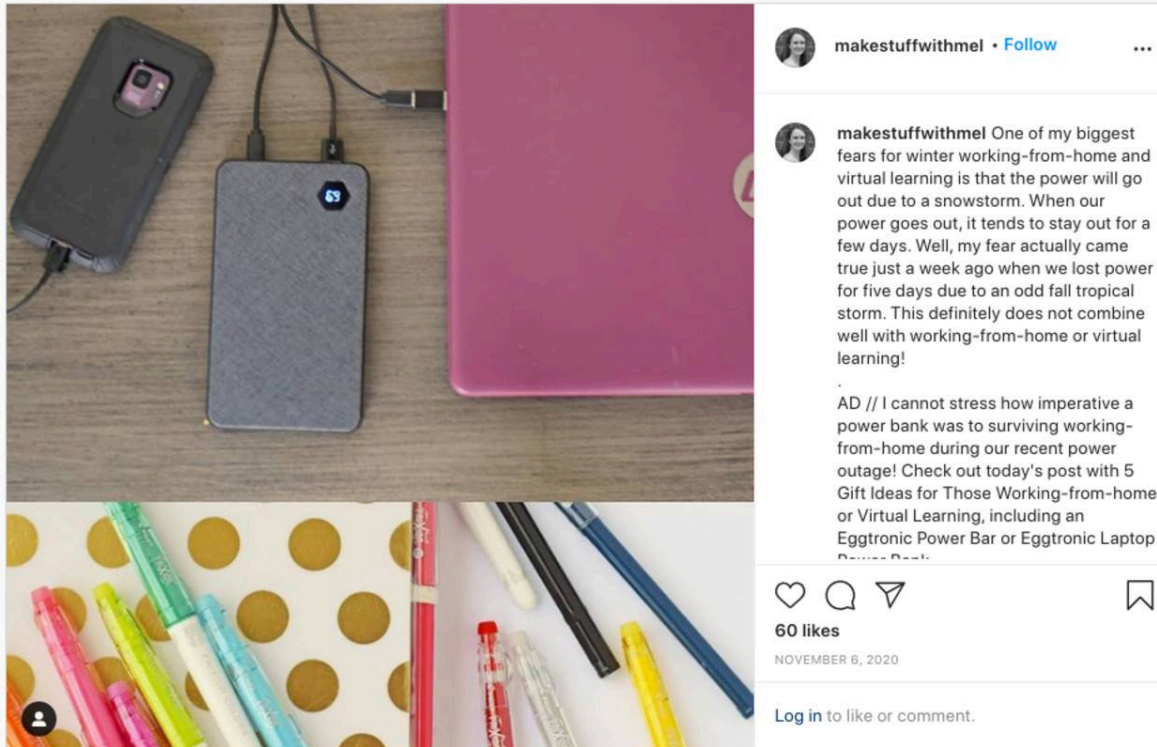 makestuffwithmel • Follow
makestuffwithmel One of my biggest
fears for winter working-from-home and
virtual learning is that the power will go
out due to a snowstorm. When our
power goes out, it tends to stay out for a
few days. Well, my fear actually came
true just a week ago when we lost power
for five days due to an odd fall tropical
storm. This definitely does not combine
well with working-from-home or virtual
learning!
.
AD // I cannot stress how imperative a
power bank was to surviving working-
from-home during our recent power
outage! Check out today's post with 5
Gift Ideas for Those Working-from-home
or Virtual Learning, including an
Eggtronic Power Bar or Eggtronic Laptop
Power Bank
60 likes
NOVEMBER 6, 2020
Log in to like or comment.
69